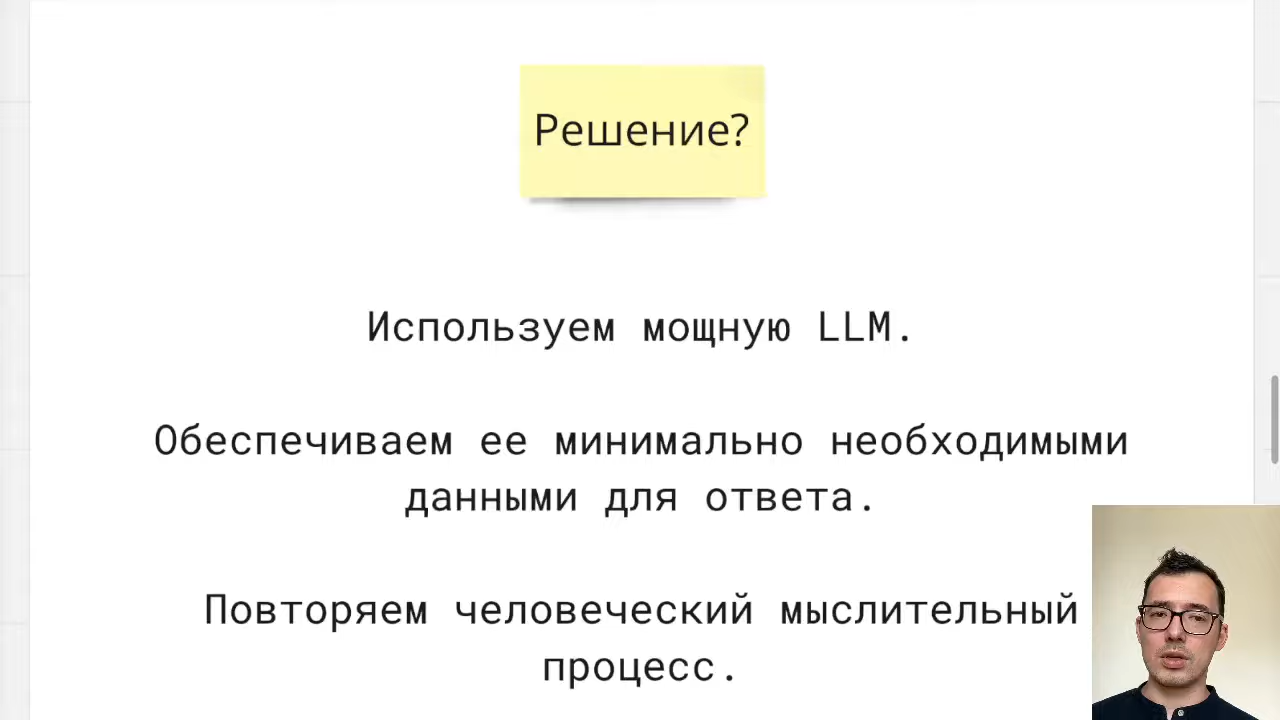 Решение?
Используем мощную LLM.
Обеспечиваем ее минимально необходимыми
данными для ответа.
Повторяем человеческий мыслительный
процесс.